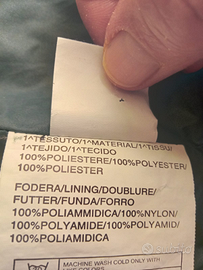 1^TESSUTO/1^MATERIAL/1^TISSU/
1^TEJIDO/1^TECIDO
100%POLIESTERE/100%POLYESTER/
100%POLIESTER
FODERA/LINING/DOUBLURE/
FUTTER/FUNDA/FORRO
100%POLIAMMIDICA/100%NYLON/
100%POLYAMIDE/100%POLYAMID/
100%POLIAMIDICA
MACHINE WASH COLD ONLY WITH
LIKE COLORS